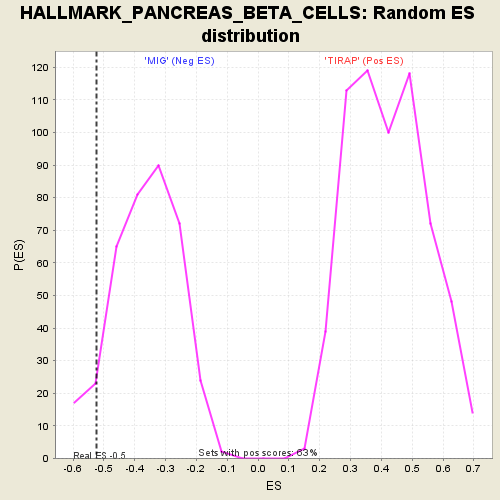 HALLMARK_PANCREAS_BETA_CELLS: Random ES
distribution
'MIG' (Neg ES)
'TIRAP' (Pos ES)
P(ES)
120
110
100
90
80
70
60
50
40
30
20
10
0
Real ES -0.5
Sets with pos scores: 63%
-0.6 -0.5 -0.4 -0.3 -0.2 -0.1 0.0 0.1 0.2 0.3 0.4 0.5 0.6 0.7
ES